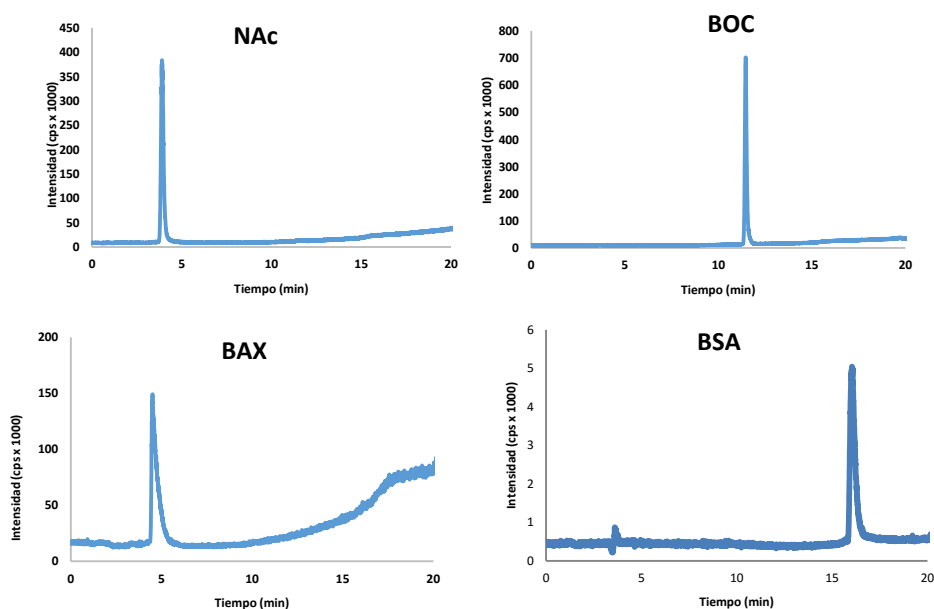 NAc
Intensidad (cps x 1000)
450
400
350
300
250
200
150
100
50
0
0 5 10 15 20
Tiempo (min)
BOC
Intensidad (cps x 1000)
800
700
600
500
400
300
200
100
0
0 5 10 15 20
Tiempo (min)
BAX
Intensidad (cps x 1000)
200
150
100
50
0
0 5 10 15 20
Tiempo (min)
BSA
Intensidad (cps x 1000)
6
5
4
3
2
1
0
0 5 10 15 20
Tiempo (min)